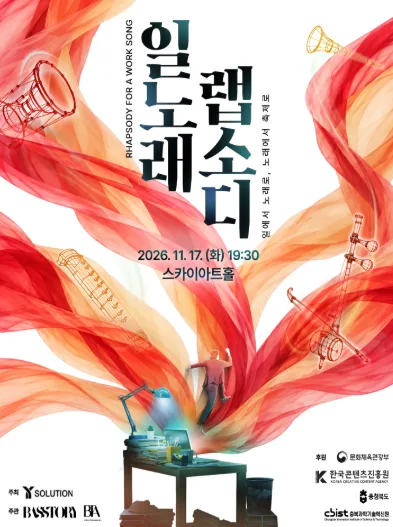 RHAPSODY FOR A WORK SONG
일노래
랩소디
일에서 노래로, 노래에서 축제로
2026. 11. 17. (화) 19:30
스카이아트홀
주최 Y SOLUTION
주관 BASSTORY BFA
후원 문화체육관광부
한국콘텐츠진흥원
KOREA CREATIVE CONTENT AGENCY
충청북도
cbist 충북과학기술혁신원